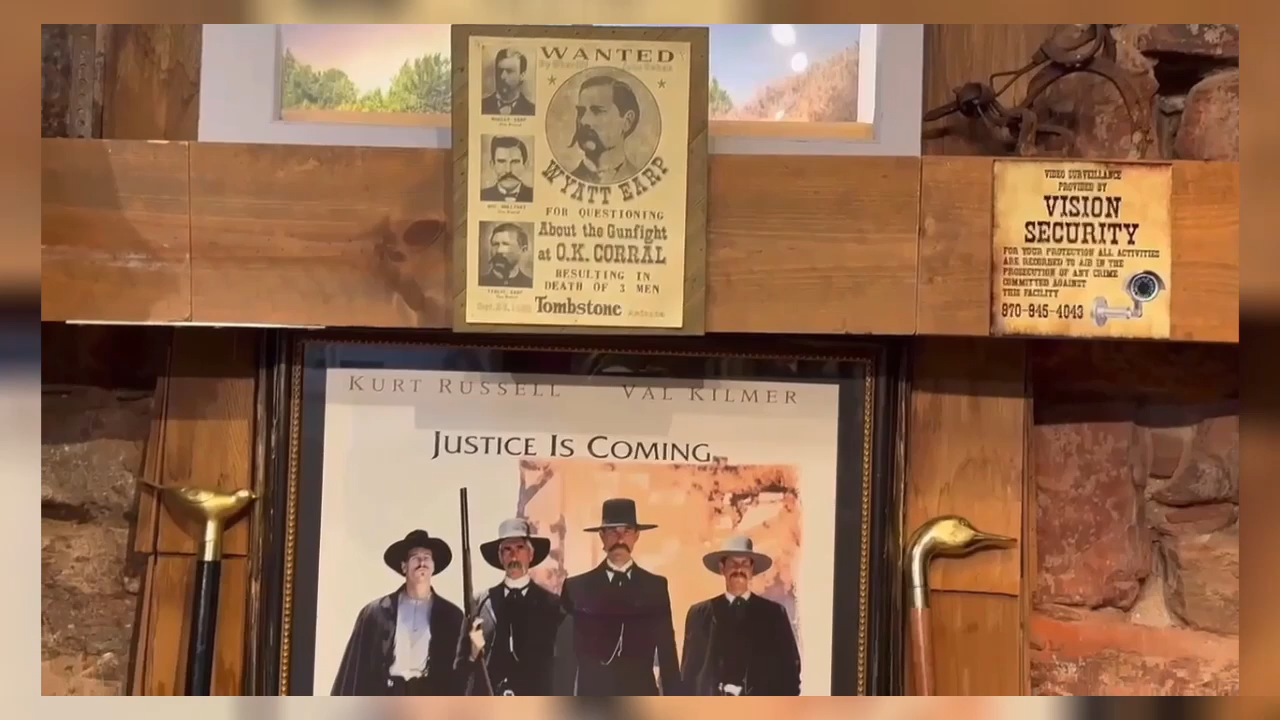 WANTED
WYATT EARP
FOR QUESTIONING
About the Gunfight
at O.K. CORRAL
RESULTING IN
DEATH OF 3 MEN
Tombstone
VIDEO SURVEILLANCE
PROVIDED BY
VISION
SECURITY
FOR YOUR PROTECTION ALL ACTIVITIES
ARE RECORDED TO AID IN THE
PROSECUTION OF ANY CRIME
COMMITTED AGAINST
THIS FACILITY
970-945-4043
KURT RUSSELL VAL KILMER
JUSTICE IS COMING